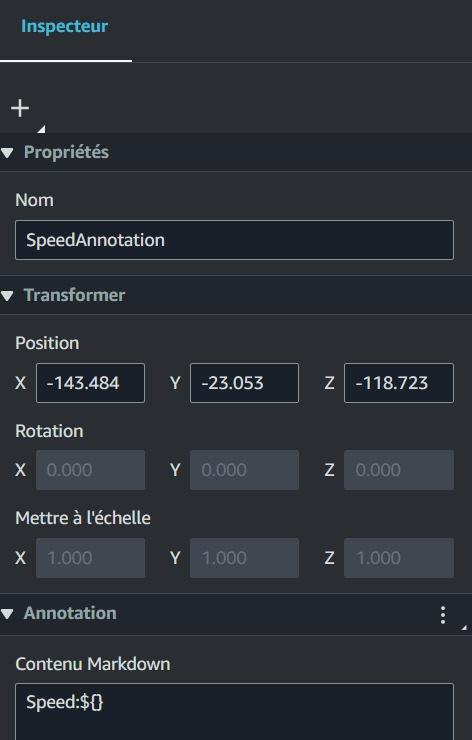 Inspecteur
+
Propriétés
Nom
SpeedAnnotation
Transformer
Position
X -143.484 Y -23.053 Z -118.723
Rotation
X 0.000 Y 0.000 Z 0.000
Mettre à l'échelle
X 1.000 Y 1.000 Z 1.000
Annotation
Contenu Markdown
Speed:${}